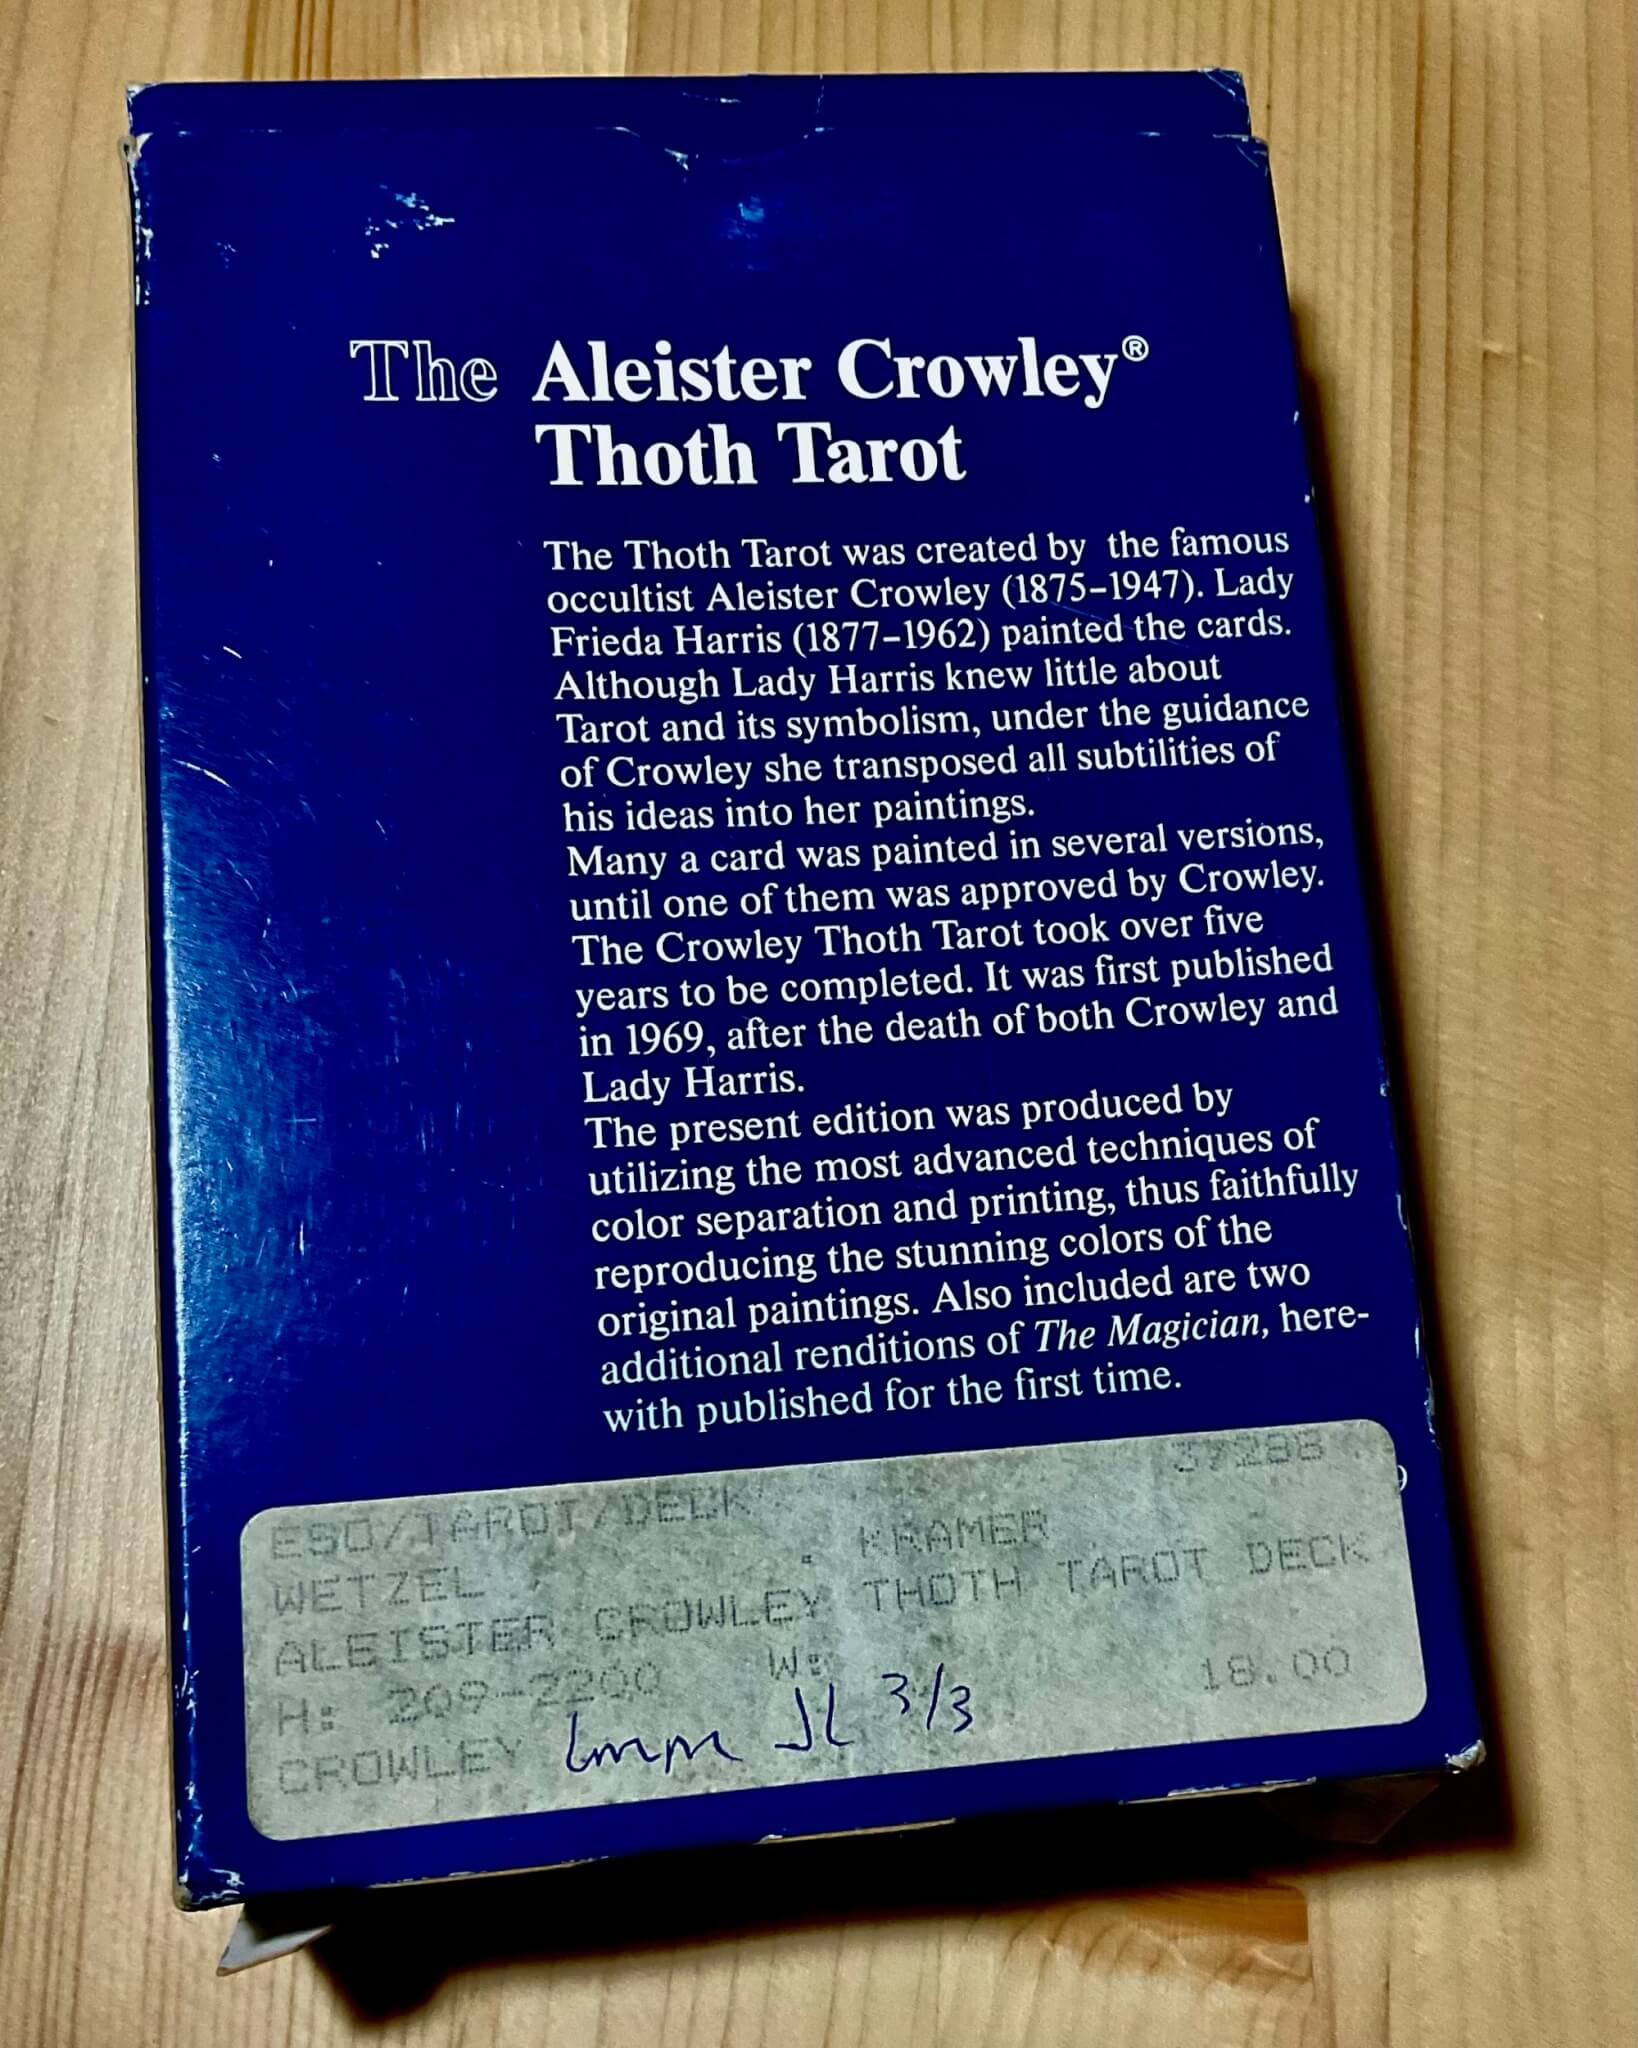 The Aleister Crowley®
Thoth Tarot
The Thoth Tarot was created by the famous
occultist Aleister Crowley (1875–1947). Lady
Frieda Harris (1877–1962) painted the cards.
Although Lady Harris knew little about
Tarot and its symbolism, under the guidance
of Crowley she transposed all subtilities of
his ideas into her paintings.
Many a card was painted in several versions,
until one of them was approved by Crowley.
The Crowley Thoth Tarot took over five
years to be completed. It was first published
in 1969, after the death of both Crowley and
Lady Harris.
The present edition was produced by
utilizing the most advanced techniques of
color separation and printing, thus faithfully
reproducing the stunning colors of the
original paintings. Also included are two
additional renditions of The Magician, here-
with published for the first time.
37288
ESO/TAROT/DECK
WETZEL . KRAMER
ALEISTER CROWLEY THOTH TAROT DECK
H: 209-2200 W: 18.00
CROWLEY JL 3/3